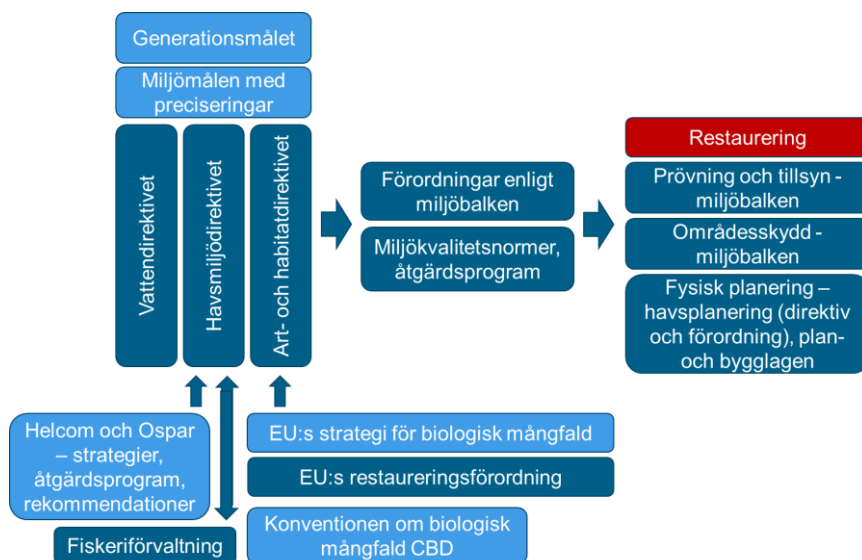 Generationsmålet
Miljömålen med
preciseringar
Vattendirektivet
Havsmiljödirektivet
Art- och habitatdirektivet
Förordningar enligt
miljöbalken
Miljökvalitetsnormer,
åtgärdsprogram
Restaurering
Prövning och tillsyn -
miljöbalken
Områdesskydd -
miljöbalken
Fysisk planering –
havsplanering (direktiv
och förordning), plan-
och bygglagen
Helcom och Ospar
– strategier,
åtgärdsprogram,
rekommendationer
Fiskeriförvaltning
EU:s strategi för biologisk mångfald
EU:s restaureringsförordning
Konventionen om biologisk
mångfald CBD